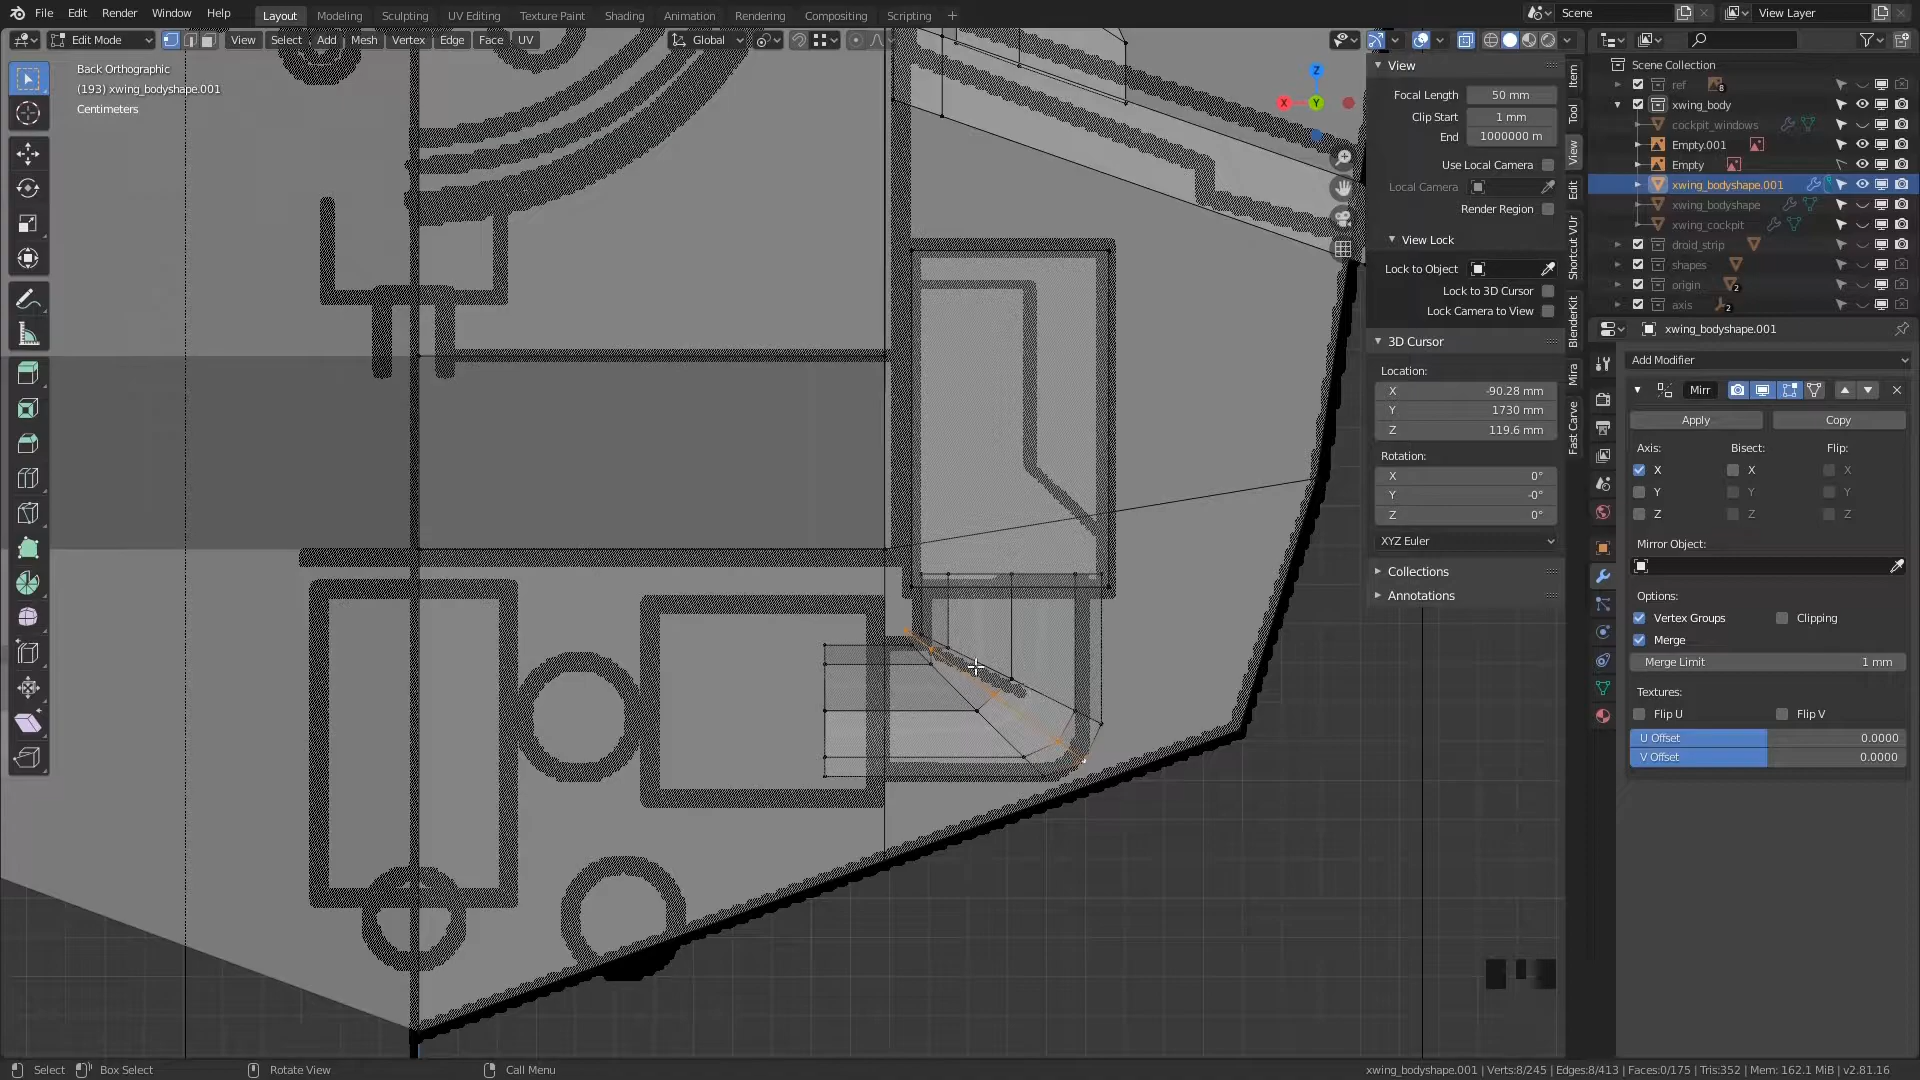 File Edit Render Window Help Layout Modeling Sculpting UV Editing Texture Paint Shading Animation Rendering Compositing Scripting + Scene View Layer
Edit Mode View Select Add Mesh Vertex Edge Face UV Global
Back Orthographic
(193) xwing_bodyshape.001
Centimeters
Z
X
Y
View
Focal Length 50 mm
Clip Start 1 mm
End 1000000 m
Use Local Camera
Local Camera
Render Region
View Lock
Lock to Object
Lock to 3D Cursor
Lock Camera to View
3D Cursor
Location:
X -90.28 mm
Y 1730 mm
Z 119.6 mm
Rotation:
X 0°
Y -0°
Z 0°
XYZ Euler
Collections
Annotations
Item
Tool
View
Edit
Shortcut VUr
BlenderKit
Mira
Fast Carve
Scene Collection
ref 8
xwing_body
cockpit_windows
Empty.001
Empty
xwing_bodyshape.001
xwing_bodyshape
xwing_cockpit
droid_strip
shapes
origin 2
axis 2
xwing_bodyshape.001
Add Modifier
Mirr
Apply Copy
Axis: Bisect: Flip:
X X X
Y Y Y
Z Z Z
Mirror Object:
Options:
Vertex Groups Clipping
Merge
Merge Limit 1 mm
Textures:
Flip U Flip V
U Offset 0.0000
V Offset 0.0000
Select Box Select Rotate View Call Menu xwing_bodyshape.001 | Verts:8/245 | Edges:8/413 | Faces:0/175 | Tris:352 | Mem: 162.1 MiB | v2.81.16